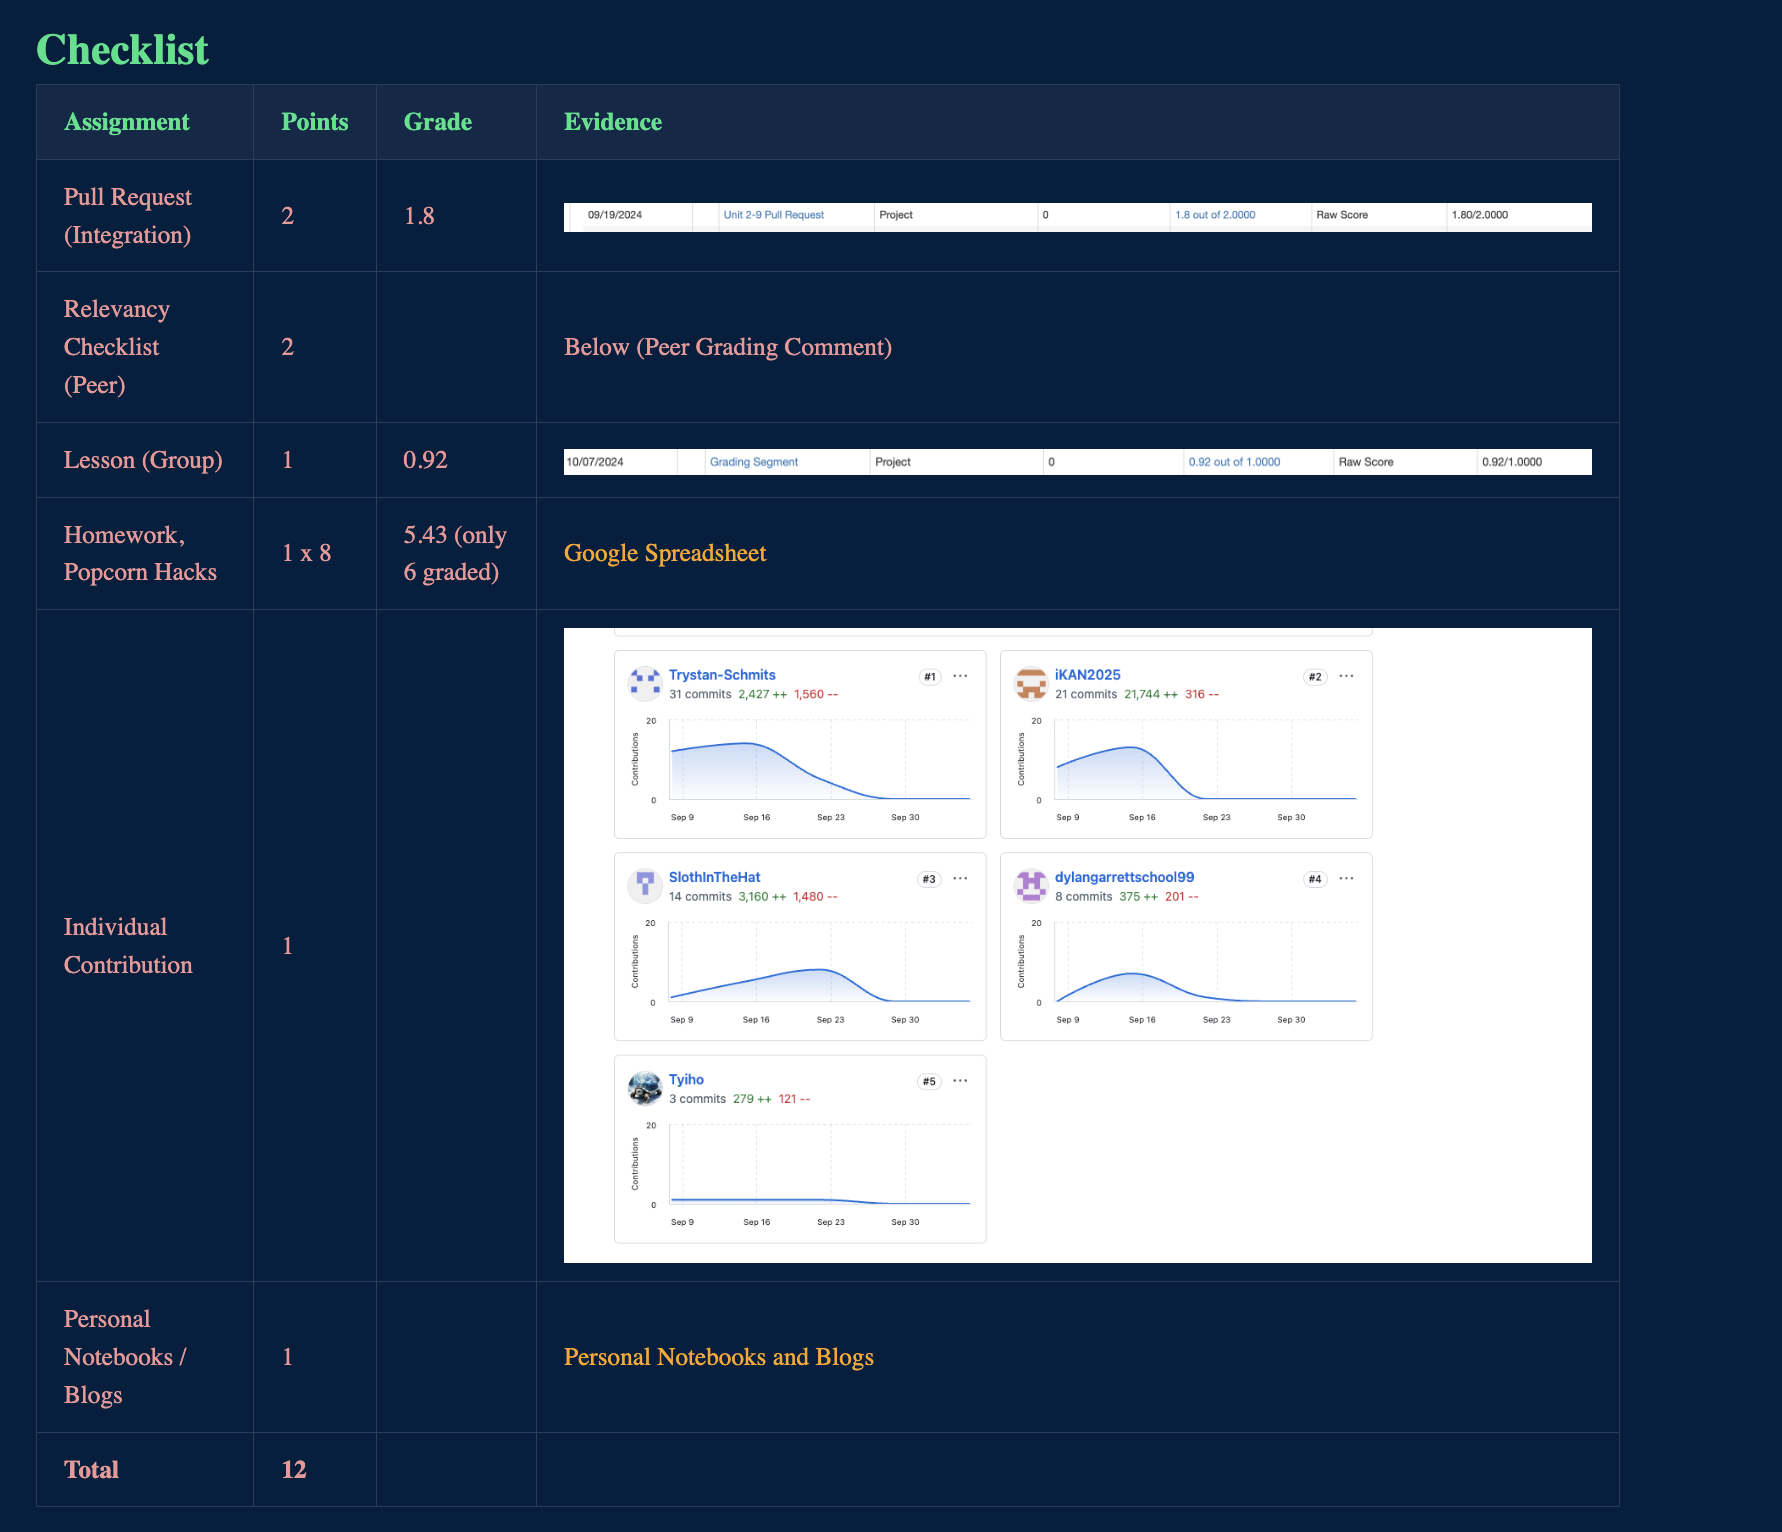 Checklist
Assignment Points Grade Evidence
Pull Request
(Integration)
2
1.8
09/19/2024 Unit 2-9 Pull Request Project 0 1.8 out of 2.0000 Raw Score 1.80/2.0000
Relevancy
Checklist
(Peer)
2
Below (Peer Grading Comment)
Lesson (Group) 1 0.92
10/07/2024 Grading Segment Project 0 0.92 out of 1.0000 Raw Score 0.92/1.0000
Homework,
Popcorn Hacks
1 x 8
5.43 (only
6 graded)
Google Spreadsheet
Individual
Contribution
1
Trystan-Schmits #1 ...
31 commits 2,427 ++ 1,560 --
20
Contributions
0
Sep 9 Sep 16 Sep 23 Sep 30
iKAN2025 #2 ...
21 commits 21,744 ++ 316 --
20
Contributions
0
Sep 9 Sep 16 Sep 23 Sep 30
SlothInTheHat #3 ...
14 commits 3,160 ++ 1,480 --
20
Contributions
0
Sep 9 Sep 16 Sep 23 Sep 30
dylangarrettschool99 #4 ...
8 commits 375 ++ 201 --
20
Contributions
0
Sep 9 Sep 16 Sep 23 Sep 30
Tyiho #5 ...
3 commits 279 ++ 121 --
20
Contributions
0
Sep 9 Sep 16 Sep 23 Sep 30
Personal
Notebooks /
Blogs
1
Personal Notebooks and Blogs
Total 12